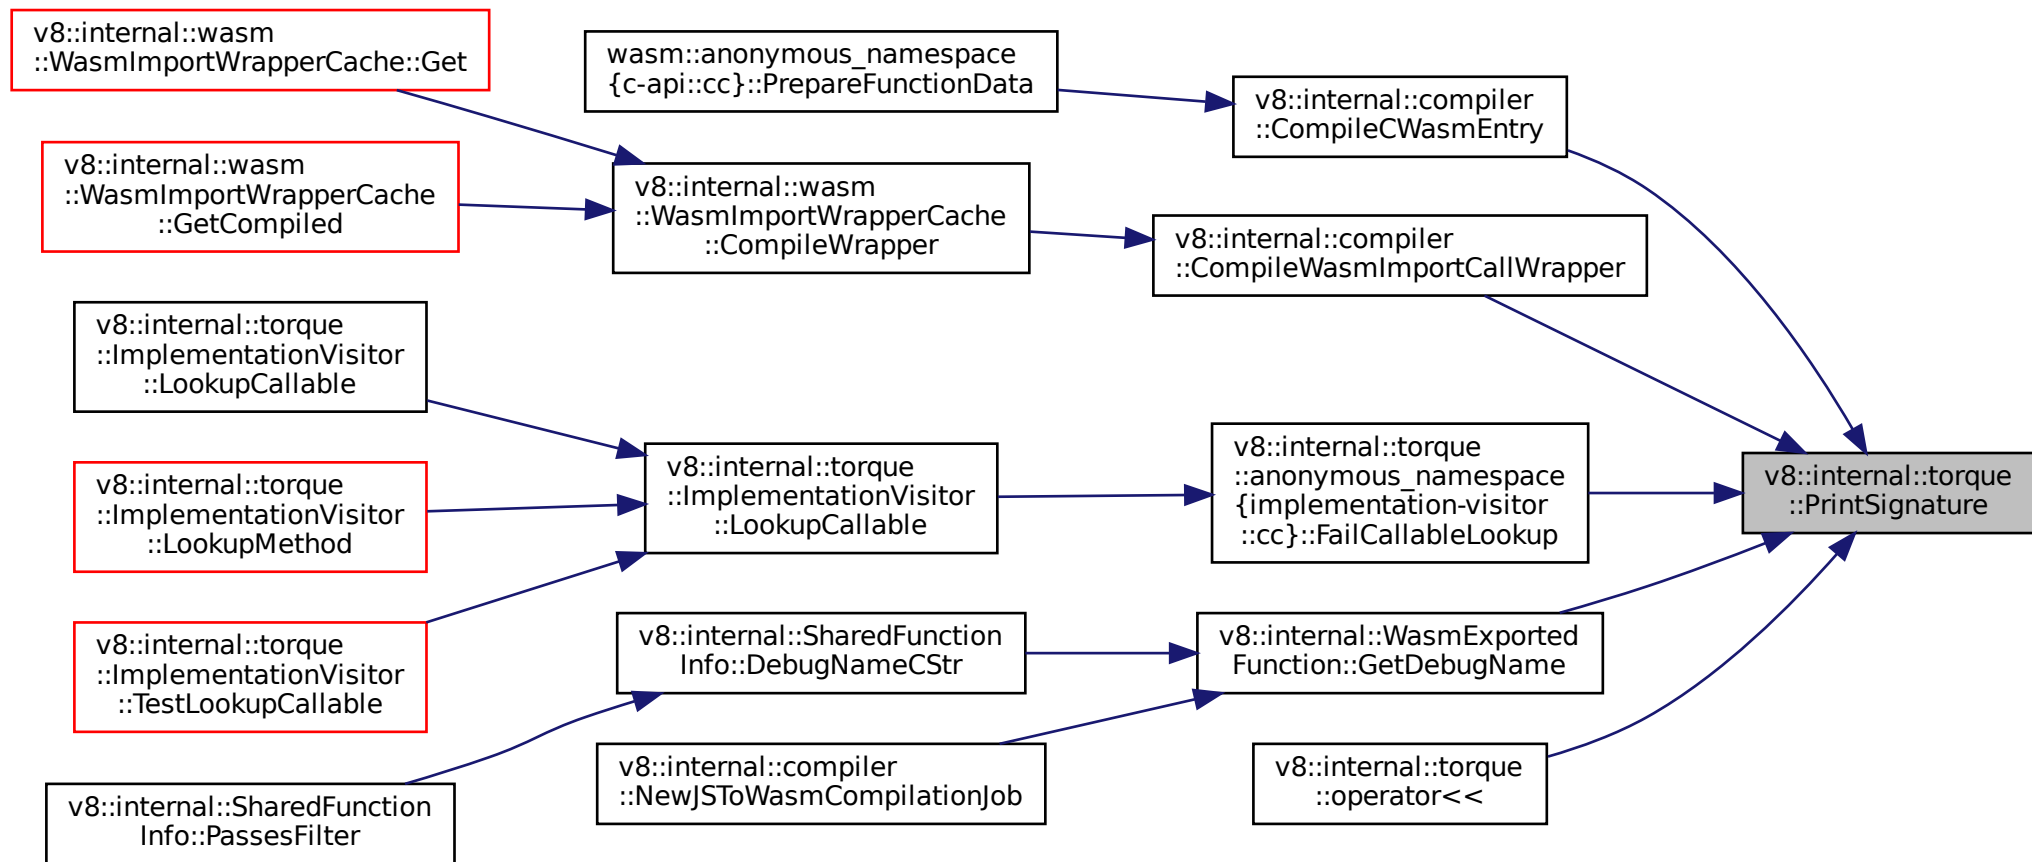 v8::internal::wasm
::WasmImportWrapperCache::Get
wasm::anonymous_namespace
{c-api::cc}::PrepareFunctionData
v8::internal::compiler
::CompileCWasmEntry
v8::internal::wasm
::WasmImportWrapperCache
::GetCompiled
v8::internal::wasm
::WasmImportWrapperCache
::CompileWrapper
v8::internal::compiler
::CompileWasmImportCallWrapper
v8::internal::torque
::ImplementationVisitor
::LookupCallable
v8::internal::torque
::ImplementationVisitor
::LookupMethod
v8::internal::torque
::ImplementationVisitor
::LookupCallable
v8::internal::torque
::anonymous_namespace
{implementation-visitor
::cc}::FailCallableLookup
v8::internal::torque
::PrintSignature
v8::internal::torque
::ImplementationVisitor
::TestLookupCallable
v8::internal::SharedFunction
Info::DebugNameCStr
v8::internal::WasmExported
Function::GetDebugName
v8::internal::SharedFunction
Info::PassesFilter
v8::internal::compiler
::NewJSToWasmCompilationJob
v8::internal::torque
::operator<<